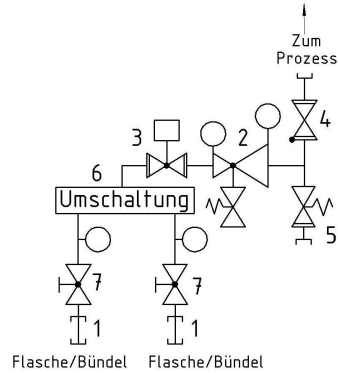 Zum
Prozess
4
3
2
6
Umschaltung
5
7
7
1
1
Flasche/Bündel
Flasche/Bündel